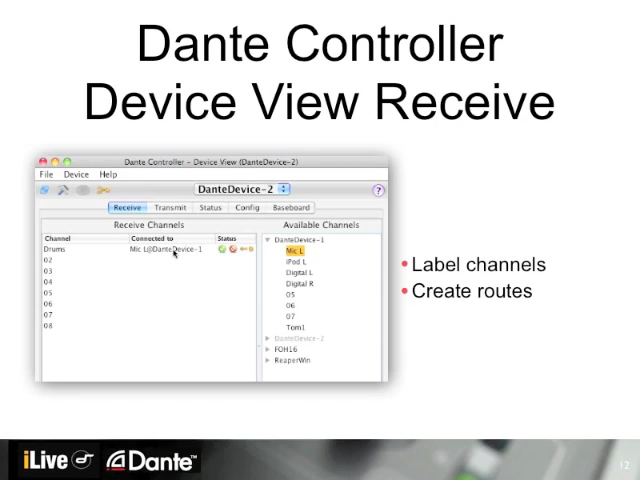 Dante Controller
Device View Receive
Dante Controller - Device View (DanteDevice-2)
File Device Help
DanteDevice-2
?
Receive Transmit Status Config Baseboard
Receive Channels
Available Channels
Channel Connected to Status
Drums Mic L@DanteDevice-1
02
03
04
05
06
07
08
DanteDevice-1
Mic L
iPod L
Digital L
Digital R
05
06
07
Tom1
DanteDevice-2
FOH16
ReaperWin
• Label channels
• Create routes
iLive Dante™
12